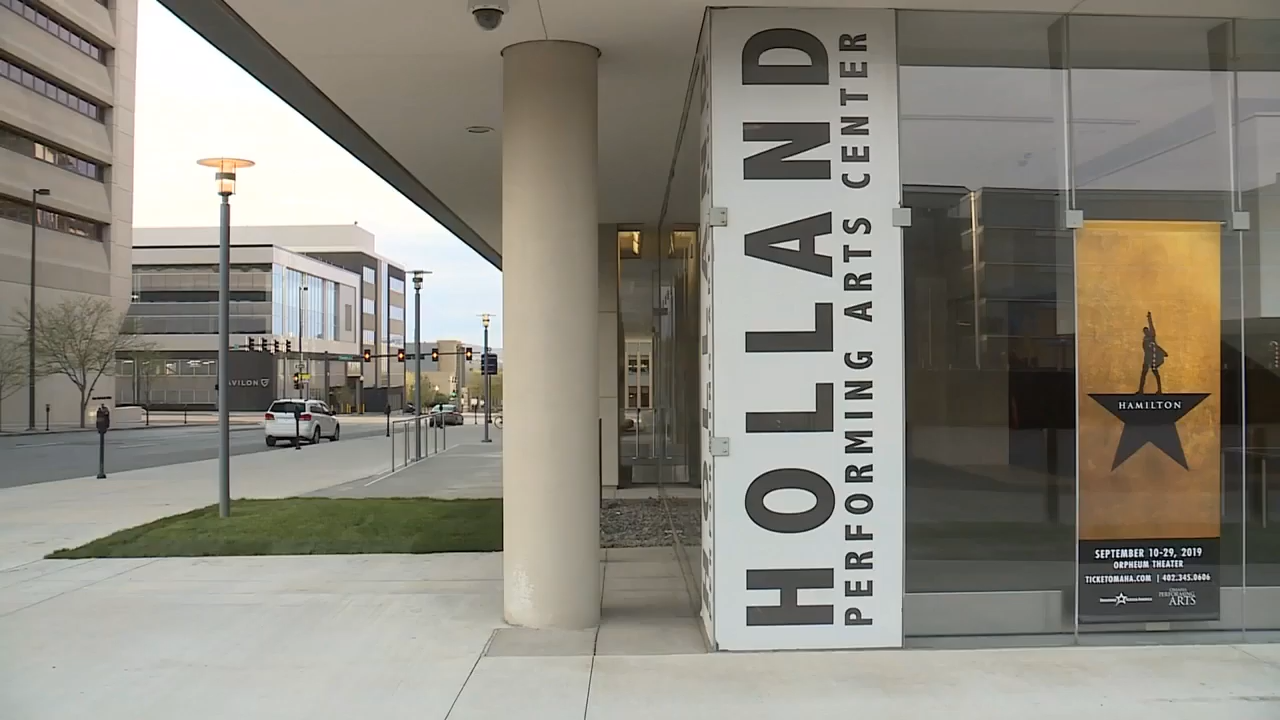 AVILON
HOLLAND
PERFORMING ARTS CENTER
HAMILTON
SEPTEMBER 10-29, 2019
ORPHEUM THEATER
TICKETOMAHA.COM | 402.345.0606
PERFORMING
ARTS